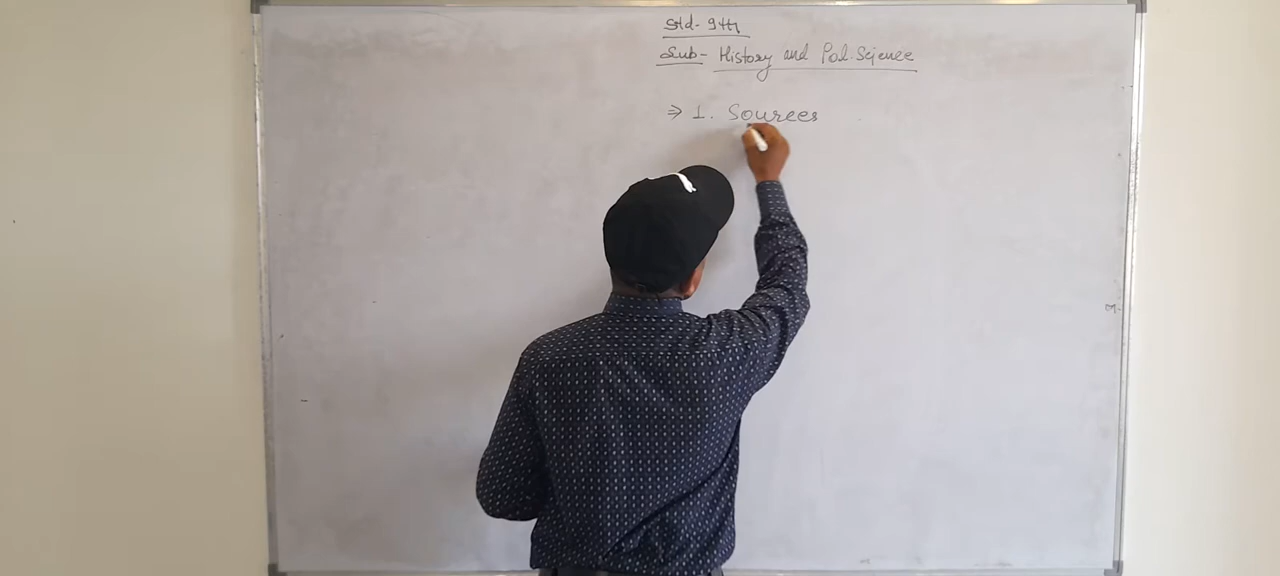 Std- 9th
Sub- History and Pol. Science
⇒ 1. Sources